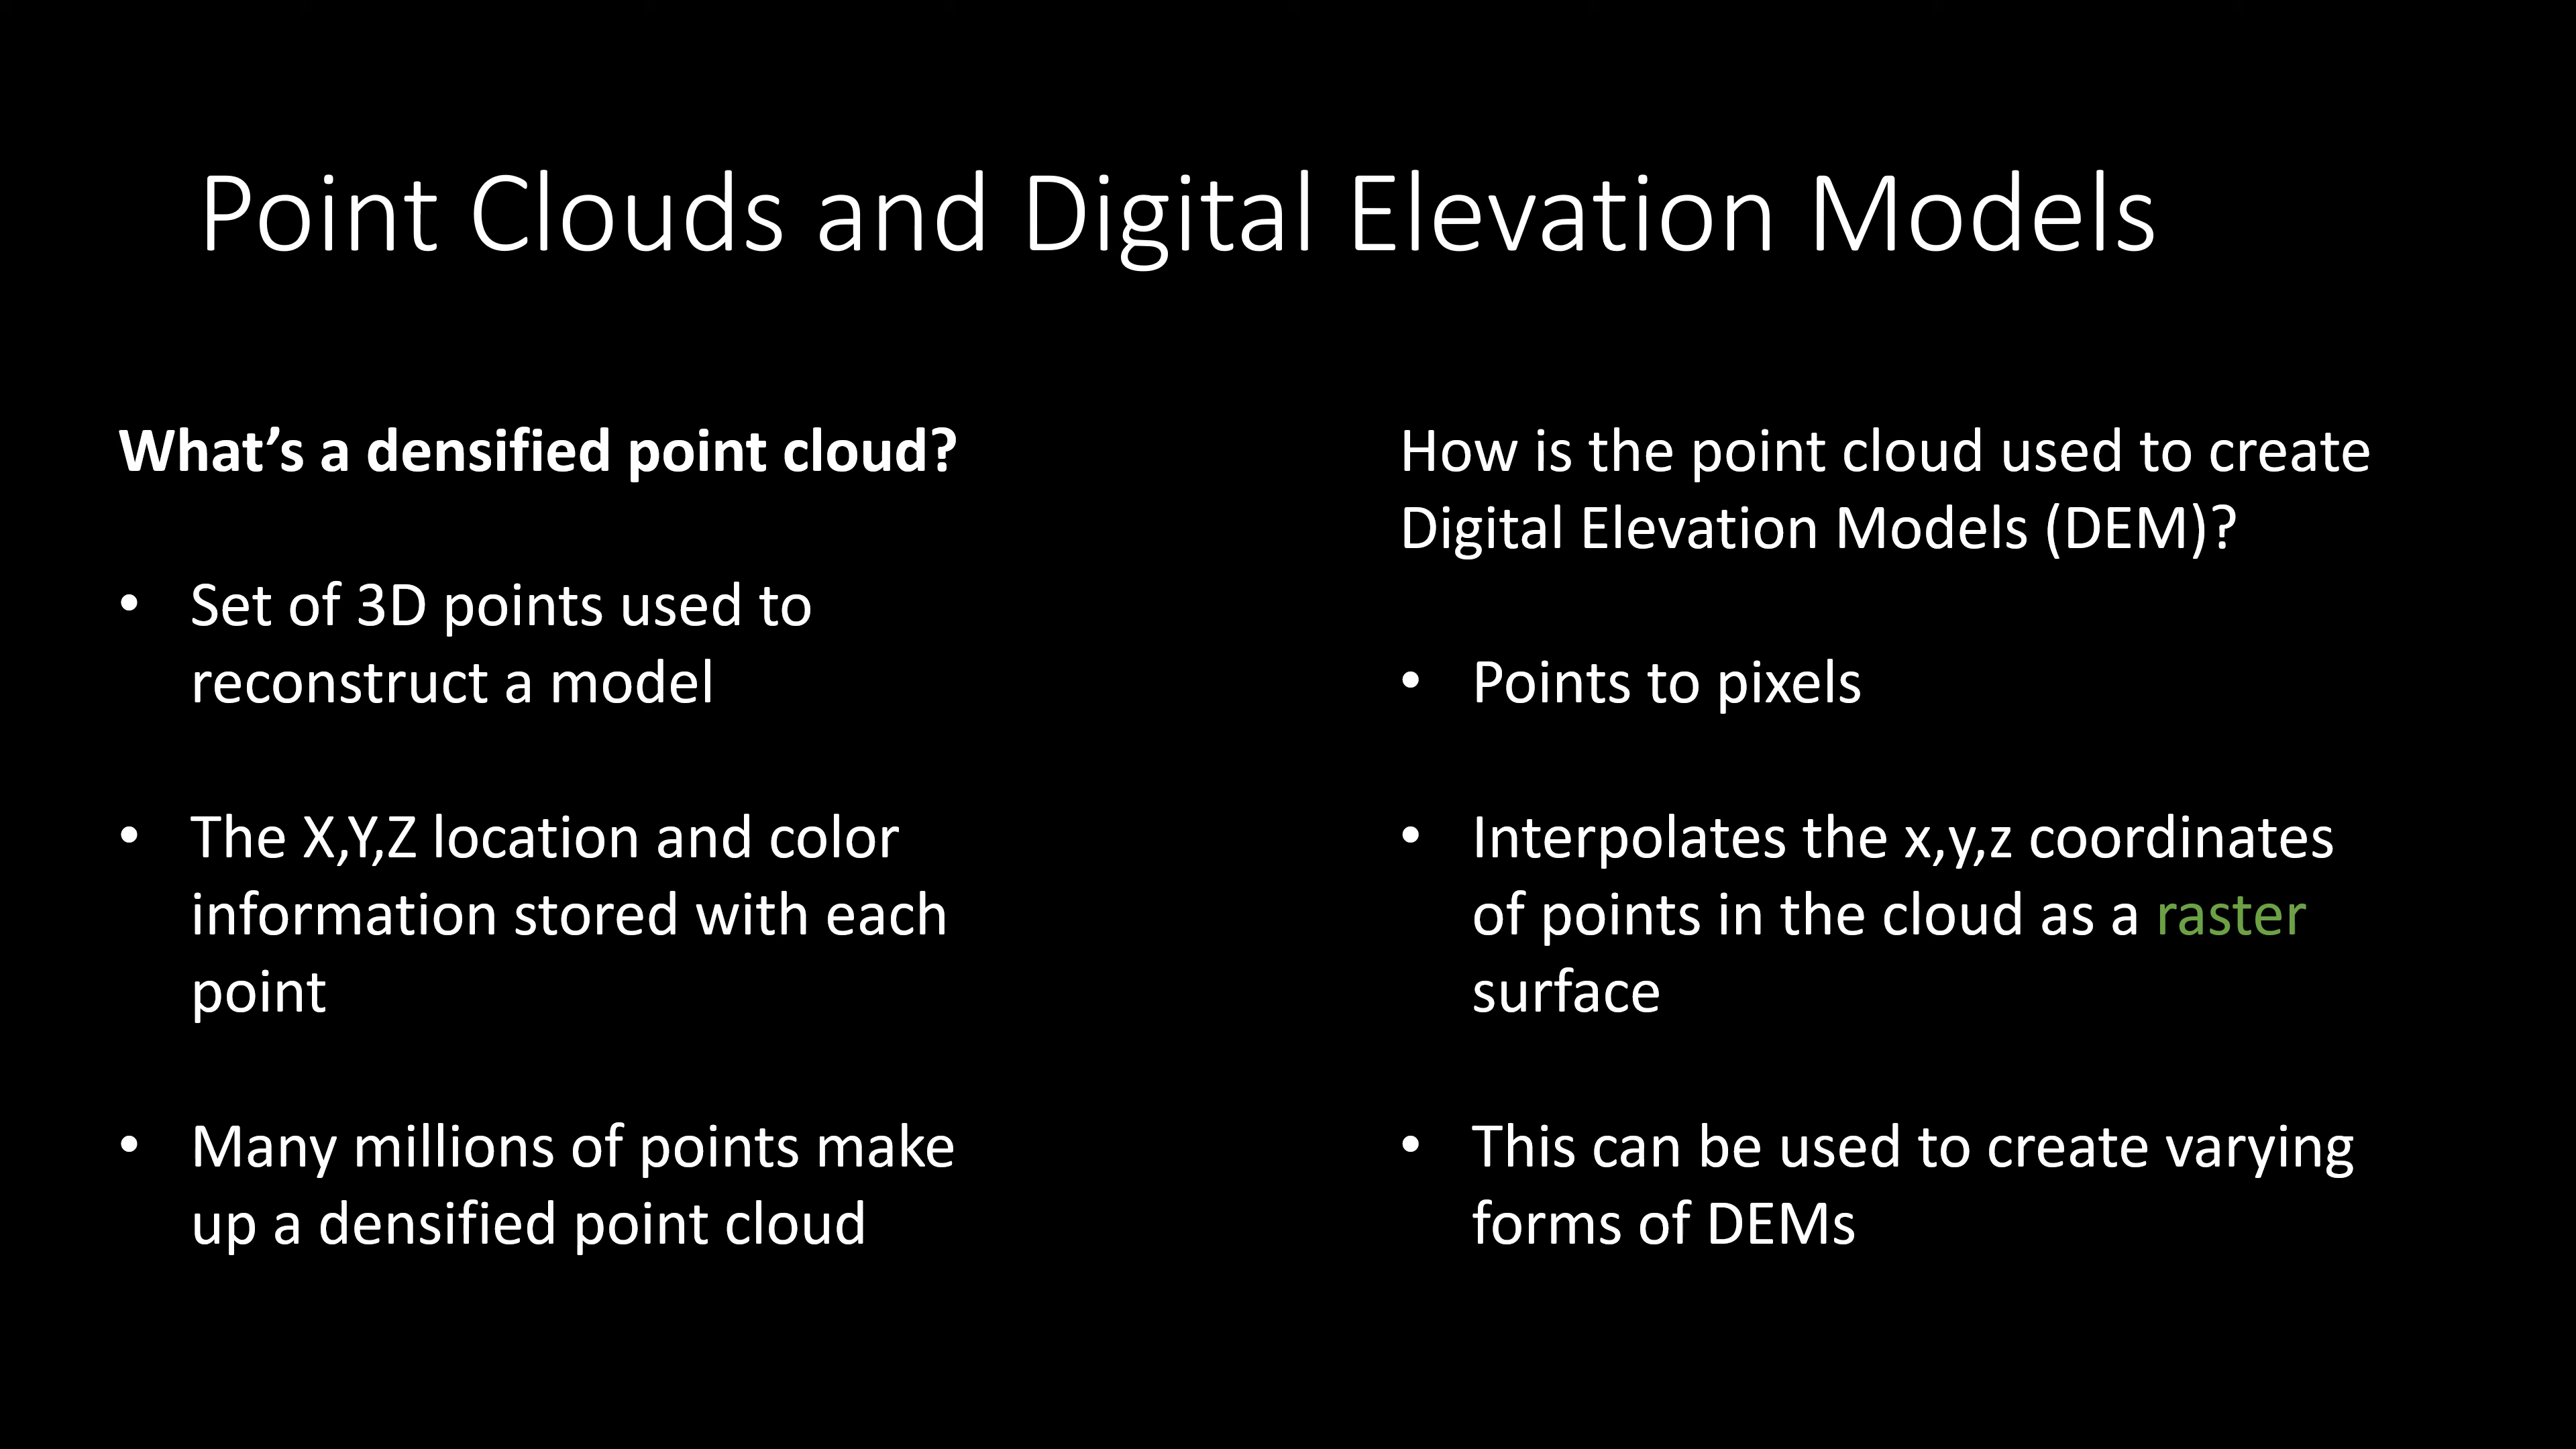 Point Clouds and Digital Elevation Models
What’s a densified point cloud?
• Set of 3D points used to
reconstruct a model
• The X,Y,Z location and color
information stored with each
point
• Many millions of points make
up a densified point cloud
How is the point cloud used to create
Digital Elevation Models (DEM)?
• Points to pixels
• Interpolates the x,y,z coordinates
of points in the cloud as a raster
surface
• This can be used to create varying
forms of DEMs